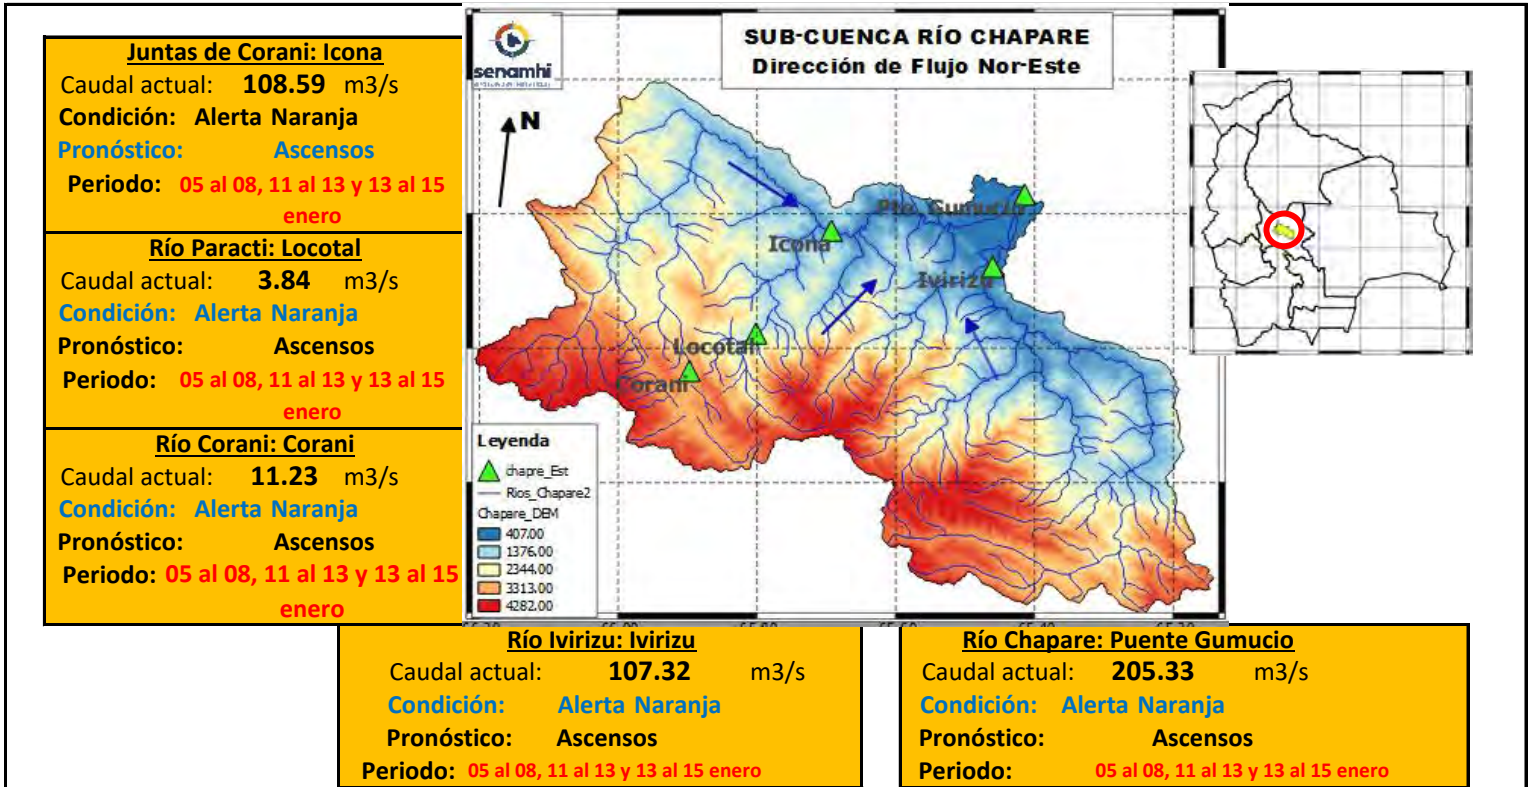 Juntas de Corani: Icona
Caudal actual: 108.59 m3/s
Condición: Alerta Naranja
Pronóstico: Ascensos
Periodo: 05 al 08, 11 al 13 y 13 al 15
enero
Río Paracti: Locotal
Caudal actual: 3.84 m3/s
Condición: Alerta Naranja
Pronóstico: Ascensos
Periodo: 05 al 08, 11 al 13 y 13 al 15
enero
Río Corani: Corani
Caudal actual: 11.23 m3/s
Condición: Alerta Naranja
Pronóstico: Ascensos
Periodo: 05 al 08, 11 al 13 y 13 al 15
enero
senamhi
SUB-CUENCA RÍO CHAPARE
Dirección de Flujo Nor-Este
N
Pto. Gumucio
Icona
Ivirizu
Locotal
Corani
Leyenda
chapre_Est
Rios_Chapare2
Chapare_DEM
407.00
1376.00
2344.00
3313.00
4282.00
Río Ivirizu: Ivirizu
Caudal actual: 107.32 m3/s
Condición: Alerta Naranja
Pronóstico: Ascensos
Periodo: 05 al 08, 11 al 13 y 13 al 15 enero
Río Chapare: Puente Gumucio
Caudal actual: 205.33 m3/s
Condición: Alerta Naranja
Pronóstico: Ascensos
Periodo: 05 al 08, 11 al 13 y 13 al 15 enero